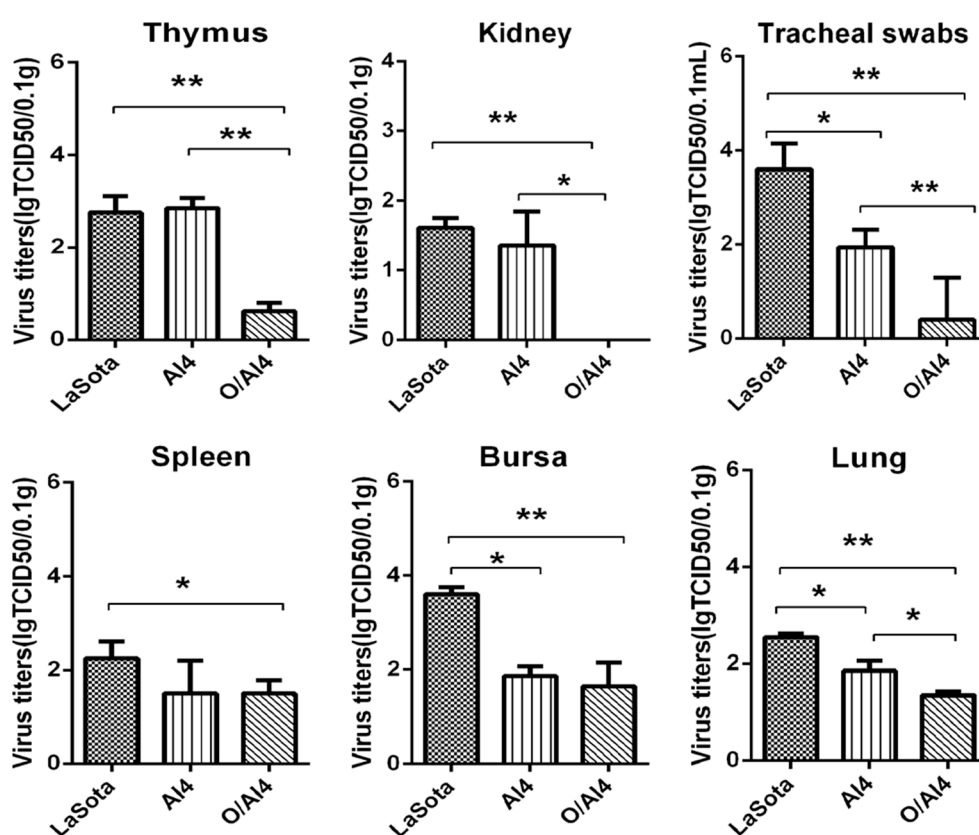 Thymus
Virus titers(lgTCID50/0.1g)
6
4
2
0
**
**
LaSota
AI4
O/AI4
Kidney
Virus titers(lgTCID50/0.1g)
4
3
2
1
0
**
*
LaSota
AI4
O/AI4
Tracheal swabs
Virus titers(lgTCID50/0.1mL)
6
4
2
0
**
*
**
LaSota
AI4
O/AI4
Spleen
Virus titers(lgTCID50/0.1g)
6
4
2
0
*
LaSota
AI4
O/AI4
Bursa
Virus titers(lgTCID50/0.1g)
6
4
2
0
**
*
LaSota
AI4
O/AI4
Lung
Virus titers(lgTCID50/0.1g)
6
4
2
0
**
*
*
LaSota
AI4
O/AI4